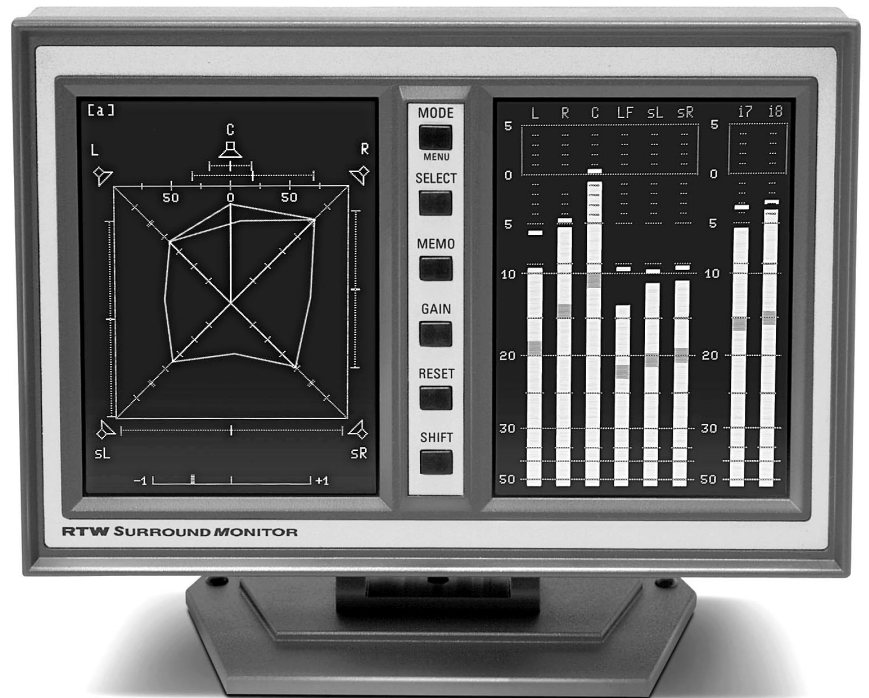 [a]
C
L
R
50 0 50
sL
sR
-1 +1
MODE
MENU
SELECT
MEMO
GAIN
RESET
SHIFT
L R C LF sL sR i7 i8
5 5
0 0
5 5
10 10
20 20
30 30
50 50
RTW SURROUND MONITOR